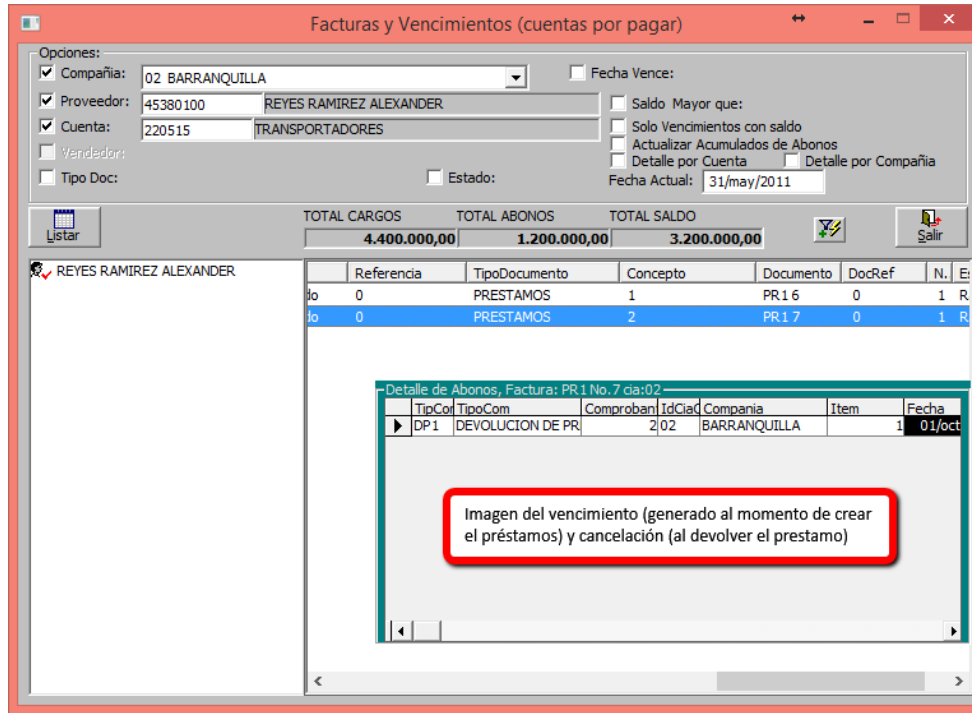 Facturas y Vencimientos (cuentas por pagar)
Opciones:
Compañia: 02 BARRANQUILLA Fecha Vence:
Proveedor: 45380100 REYES RAMIREZ ALEXANDER Saldo Mayor que:
Cuenta: 220515 TRANSPORTADORES Solo Vencimientos con saldo
Vendedor: Actualizar Acumulados de Abonos
Detalle por Cuenta Detalle por Compañia
Tipo Doc: Estado: Fecha Actual: 31/may/2011
Listar TOTAL CARGOS TOTAL ABONOS TOTAL SALDO Salir
4.400.000,00 1.200.000,00 3.200.000,00
REYES RAMIREZ ALEXANDER
Referencia TipoDocumento Concepto Documento DocRef N. Es
do 0 PRESTAMOS 1 PR1 6 0 1 R
do 0 PRESTAMOS 2 PR1 7 0 1 R
Detalle de Abonos, Factura: PR1 No.7 cia:02
TipCor TipoCom Comproban IdCiaC Compania Item Fecha
DP1 DEVOLUCION DE PR 2 02 BARRANQUILLA 1 01/oct
Imagen del vencimiento (generado al momento de crear
el préstamos) y cancelación (al devolver el prestamo)